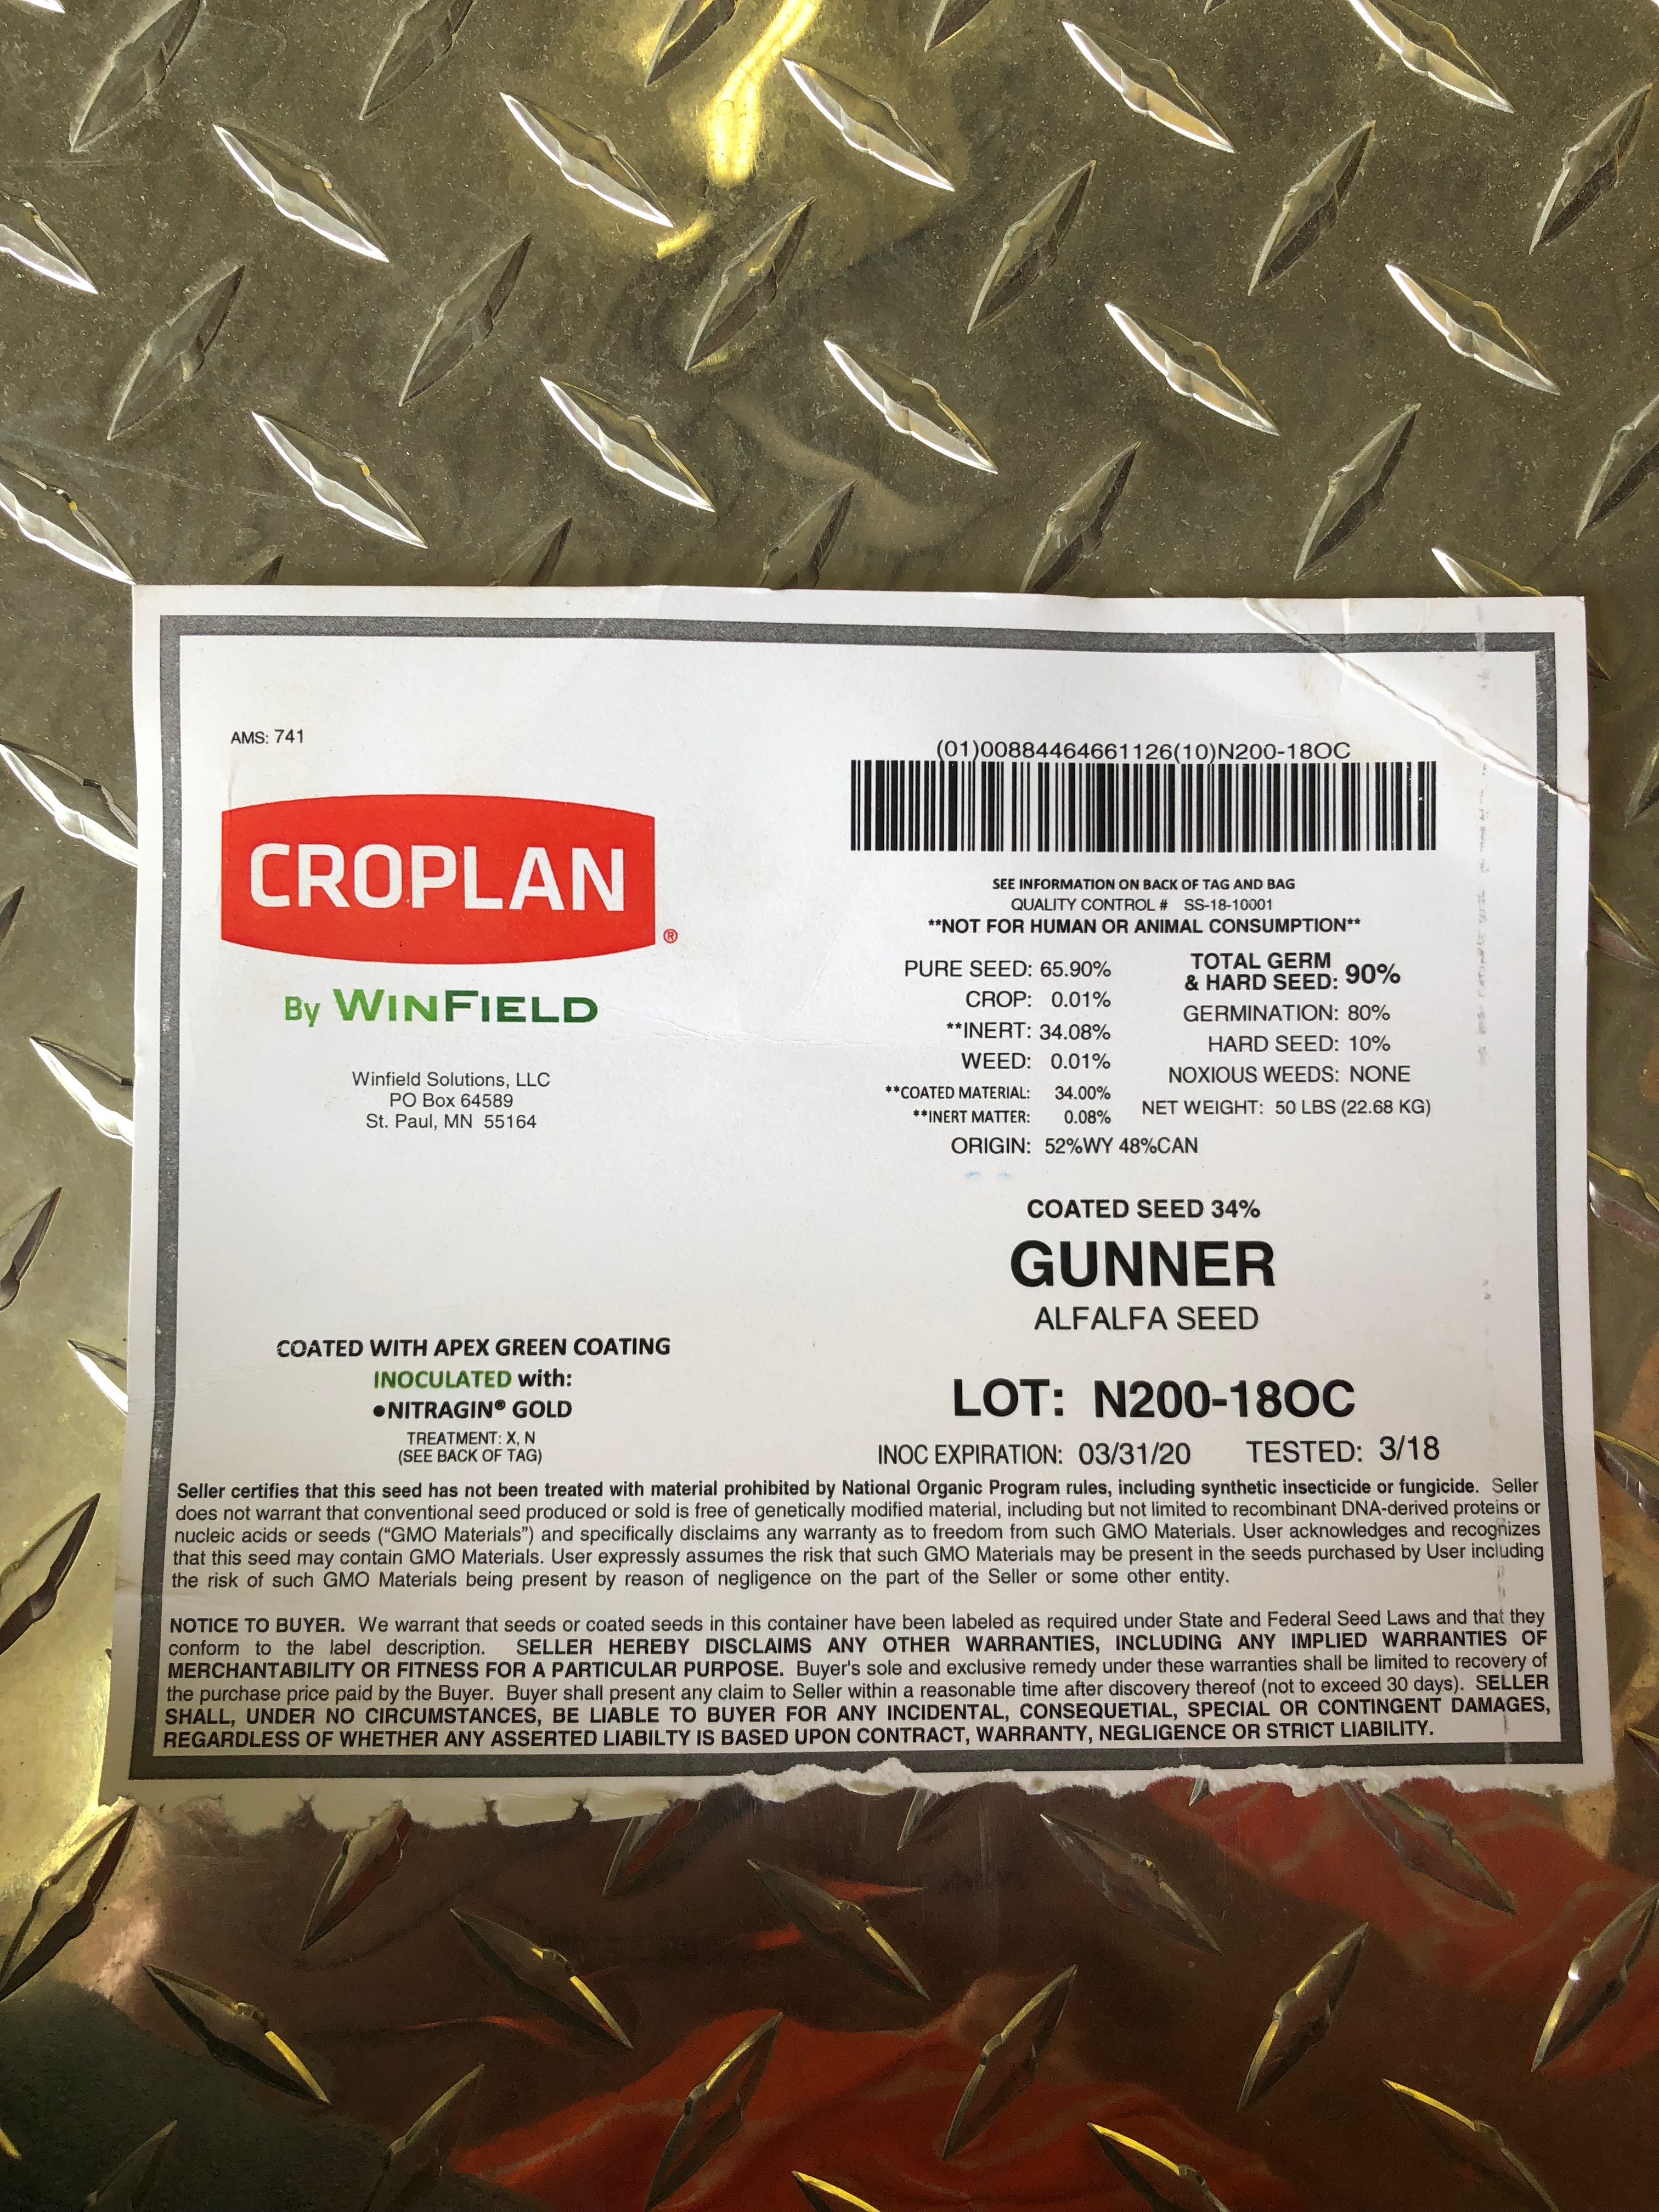 AMS: 741
(01)00884464661126(10)N200-18OC
CROPLAN
®
By WINFIELD
Winfield Solutions, LLC
PO Box 64589
St. Paul, MN 55164
SEE INFORMATION ON BACK OF TAG AND BAG
QUALITY CONTROL # SS-18-10001
**NOT FOR HUMAN OR ANIMAL CONSUMPTION**
PURE SEED: 65.90%
CROP: 0.01%
**INERT: 34.08%
WEED: 0.01%
**COATED MATERIAL: 34.00%
**INERT MATTER: 0.08%
ORIGIN: 52%WY 48%CAN
TOTAL GERM
& HARD SEED: 90%
GERMINATION: 80%
HARD SEED: 10%
NOXIOUS WEEDS: NONE
NET WEIGHT: 50 LBS (22.68 KG)
COATED SEED 34%
GUNNER
ALFALFA SEED
LOT: N200-18OC
INOC EXPIRATION: 03/31/20 TESTED: 3/18
COATED WITH APEX GREEN COATING
INOCULATED with:
•NITRAGIN® GOLD
TREATMENT: X, N
(SEE BACK OF TAG)
Seller certifies that this seed has not been treated with material prohibited by National Organic Program rules, including synthetic insecticide or fungicide. Seller
does not warrant that conventional seed produced or sold is free of genetically modified material, including but not limited to recombinant DNA-derived proteins or
nucleic acids or seeds (“GMO Materials”) and specifically disclaims any warranty as to freedom from such GMO Materials. User acknowledges and recognizes
that this seed may contain GMO Materials. User expressly assumes the risk that such GMO Materials may be present in the seeds purchased by User including
the risk of such GMO Materials being present by reason of negligence on the part of the Seller or some other entity.
NOTICE TO BUYER. We warrant that seeds or coated seeds in this container have been labeled as required under State and Federal Seed Laws and that they
conform to the label description. SELLER HEREBY DISCLAIMS ANY OTHER WARRANTIES, INCLUDING ANY IMPLIED WARRANTIES OF
MERCHANTABILITY OR FITNESS FOR A PARTICULAR PURPOSE. Buyer's sole and exclusive remedy under these warranties shall be limited to recovery of
the purchase price paid by the Buyer. Buyer shall present any claim to Seller within a reasonable time after discovery thereof (not to exceed 30 days). SELLER
SHALL, UNDER NO CIRCUMSTANCES, BE LIABLE TO BUYER FOR ANY INCIDENTAL, CONSEQUETIAL, SPECIAL OR CONTINGENT DAMAGES,
REGARDLESS OF WHETHER ANY ASSERTED LIABILTY IS BASED UPON CONTRACT, WARRANTY, NEGLIGENCE OR STRICT LIABILITY.